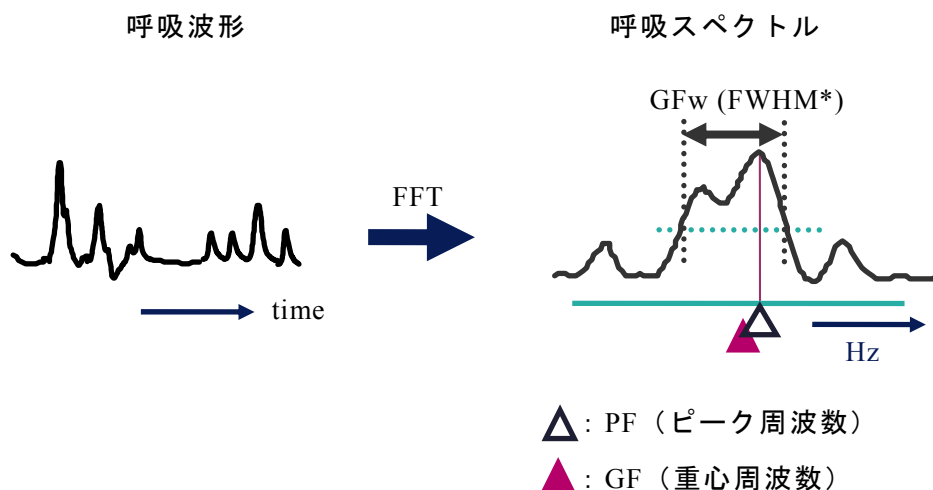 呼吸波形
呼吸スペクトル
GFw (FWHM*)
FFT
time
Hz
: PF（ピーク周波数）
: GF（重心周波数）